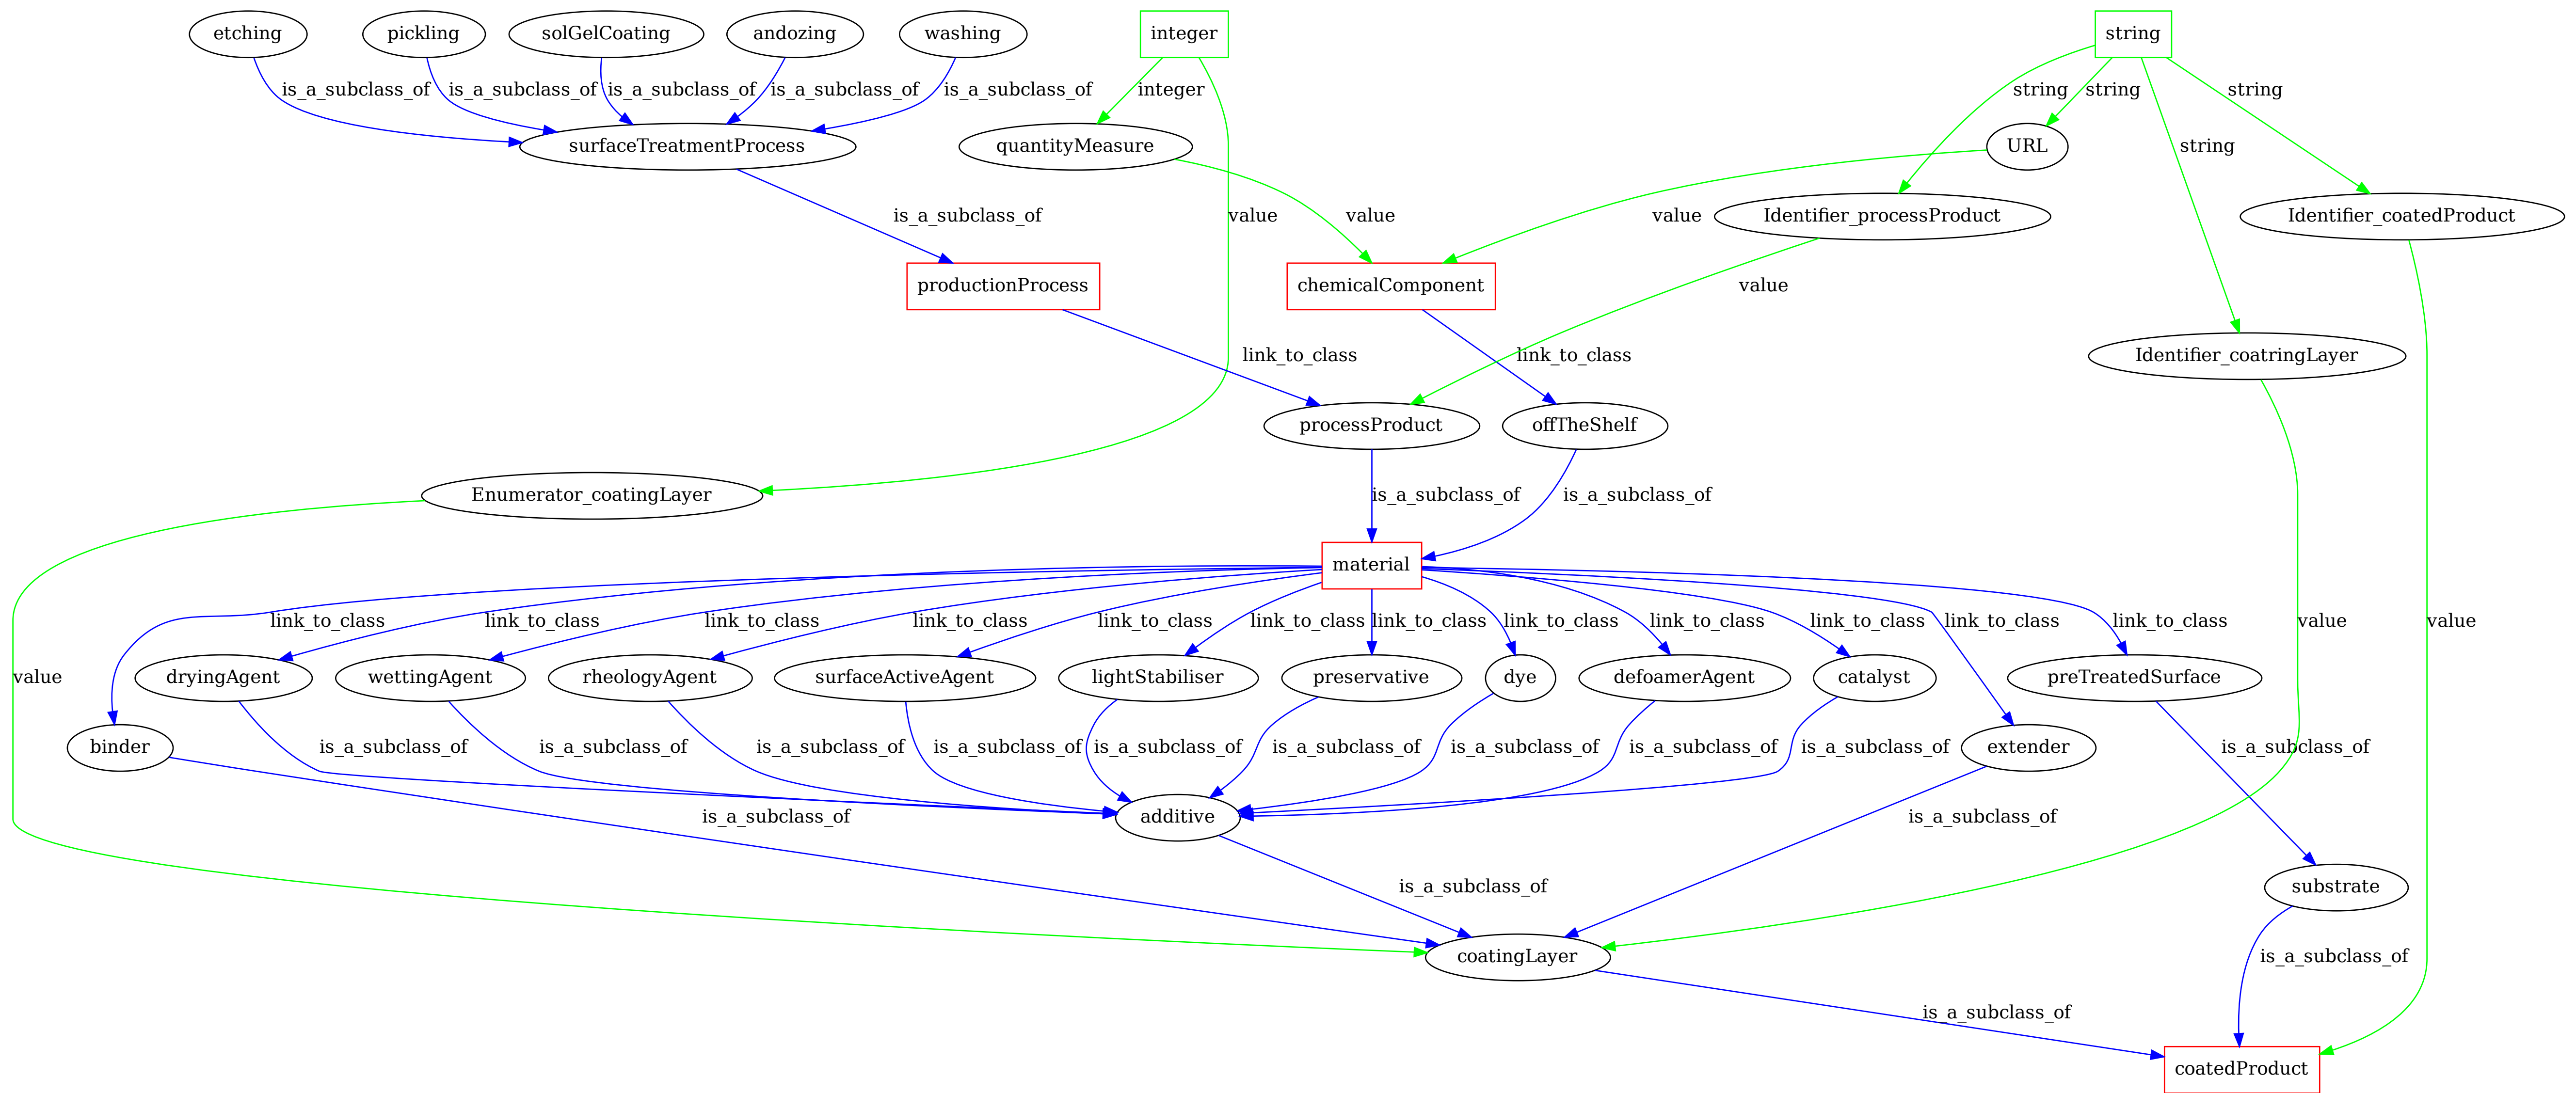 etching
pickling
solGelCoating
andozing
washing
integer
string
is_a_subclass_of
is_a_subclass_of
is_a_subclass_of
is_a_subclass_of
is_a_subclass_of
integer
string
string
string
surfaceTreatmentProcess
quantityMeasure
URL
string
is_a_subclass_of
value
value
value
Identifier_processProduct
Identifier_coatedProduct
productionProcess
chemicalComponent
value
link_to_class
link_to_class
Identifier_coatringLayer
processProduct
offTheShelf
Enumerator_coatingLayer
is_a_subclass_of
is_a_subclass_of
material
link_to_class
link_to_class
link_to_class
link_to_class
link_to_class
link_to_class
link_to_class
link_to_class
link_to_class
link_to_class
link_to_class
link_to_class
value
value
value
dryingAgent
wettingAgent
rheologyAgent
surfaceActiveAgent
lightStabiliser
preservative
dye
defoamerAgent
catalyst
preTreatedSurface
binder
is_a_subclass_of
is_a_subclass_of
is_a_subclass_of
is_a_subclass_of
is_a_subclass_of
is_a_subclass_of
is_a_subclass_of
is_a_subclass_of
is_a_subclass_of
extender
is_a_subclass_of
is_a_subclass_of
additive
is_a_subclass_of
is_a_subclass_of
substrate
coatingLayer
is_a_subclass_of
is_a_subclass_of
coatedProduct